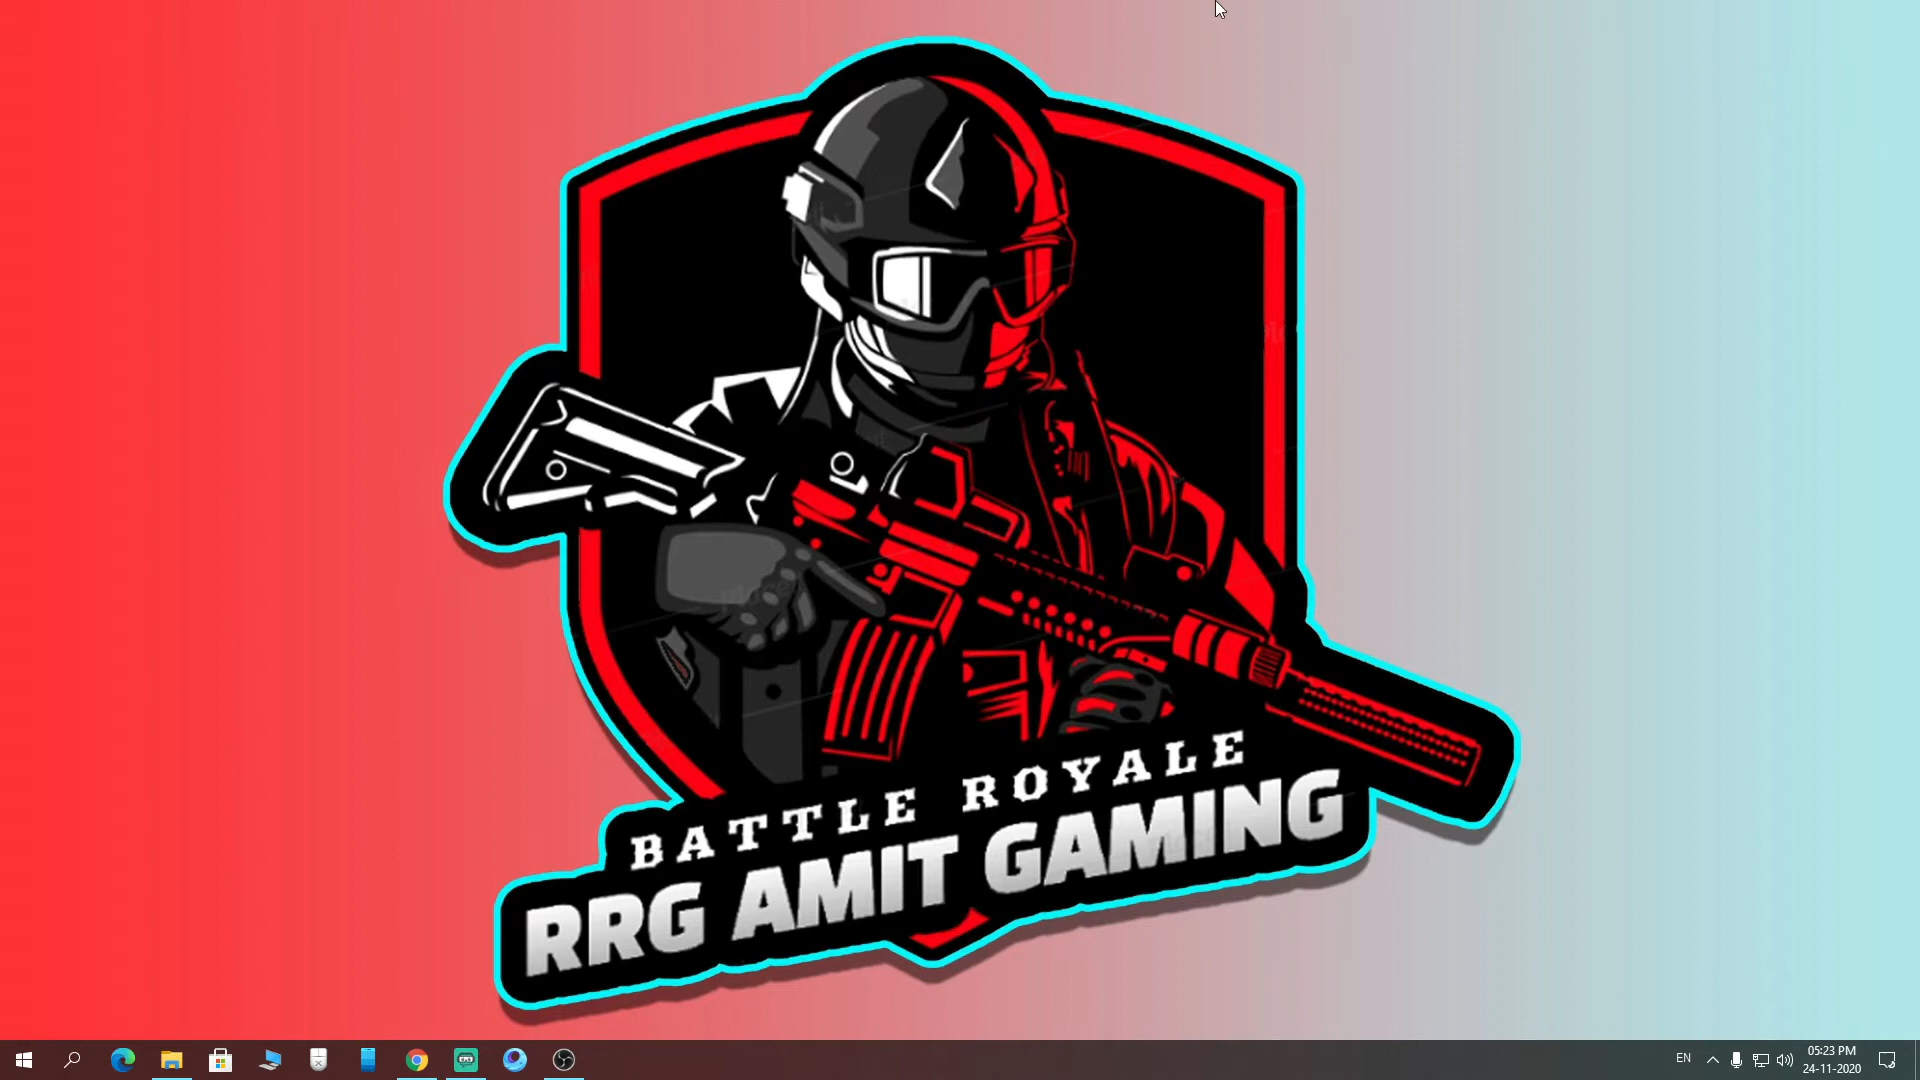 BATTLE ROYALE
RRG AMIT GAMING
EN
05:23 PM
24-11-2020